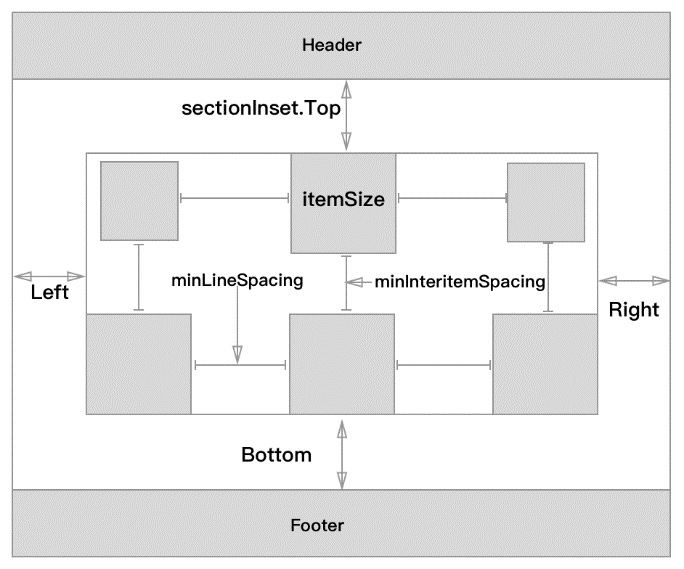 Header
sectionInset.Top
itemSize
minLineSpacing
minInteritemSpacing
Left
Right
Bottom
Footer